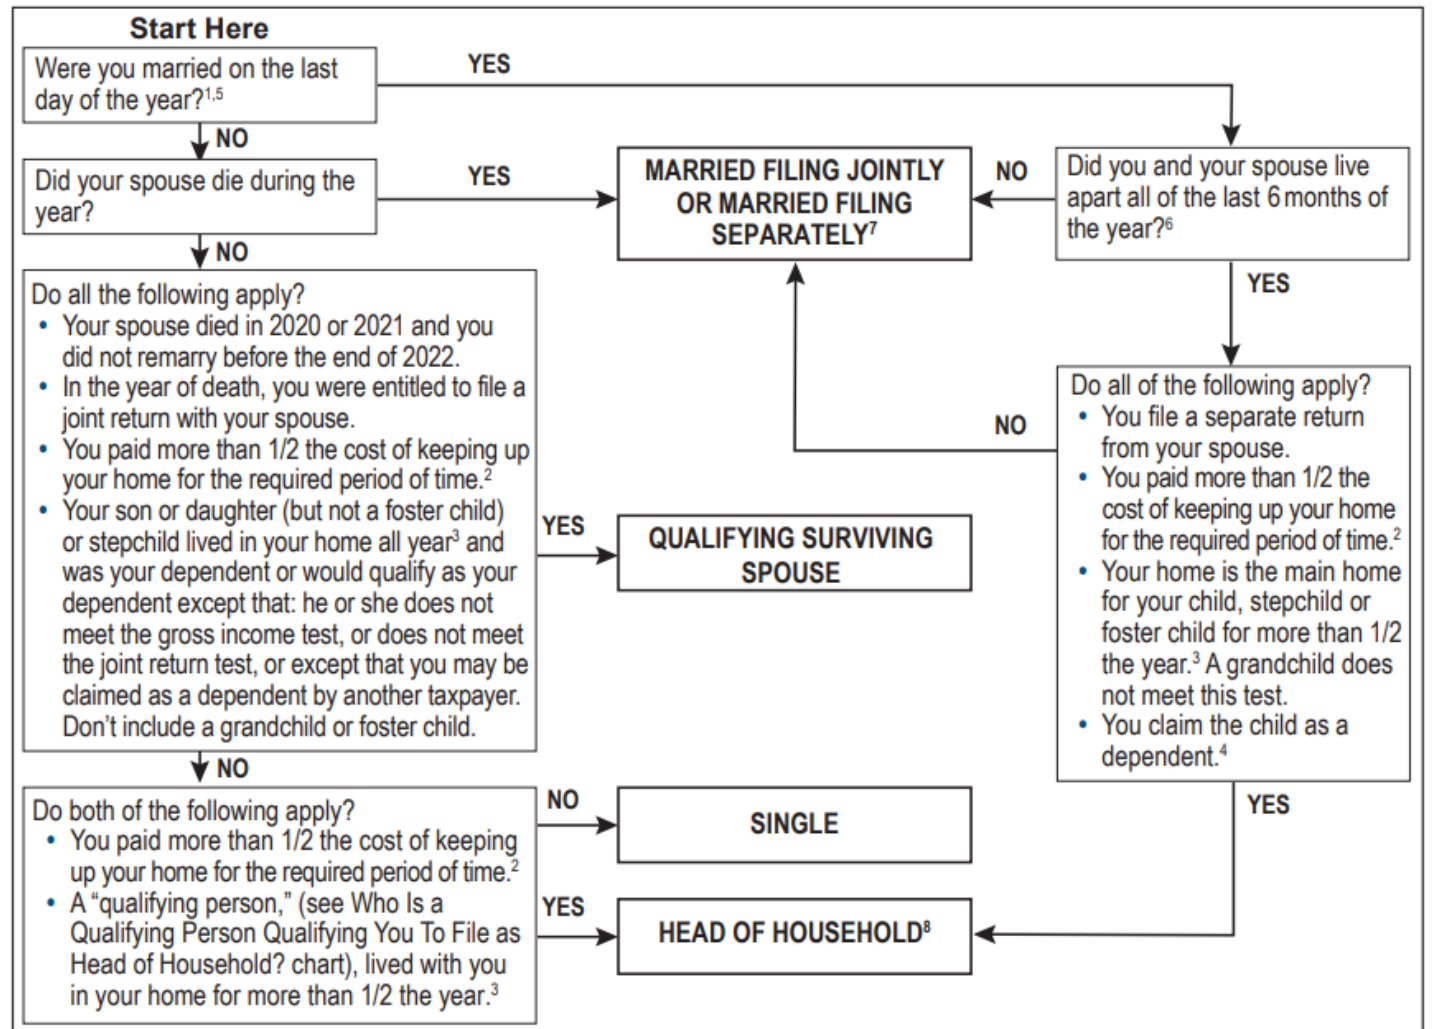 Start Here
Were you married on the last
day of the year?1,5
YES
NO
Did your spouse die during the
year?
YES
MARRIED FILING JOINTLY
OR MARRIED FILING
SEPARATELY7
NO
Did you and your spouse live
apart all of the last 6 months of
the year?6
NO
YES
Do all the following apply?
• Your spouse died in 2020 or 2021 and you
did not remarry before the end of 2022.
• In the year of death, you were entitled to file a
joint return with your spouse.
• You paid more than 1/2 the cost of keeping up
your home for the required period of time.2
• Your son or daughter (but not a foster child)
or stepchild lived in your home all year3 and
was your dependent or would qualify as your
dependent except that: he or she does not
meet the gross income test, or does not meet
the joint return test, or except that you may be
claimed as a dependent by another taxpayer.
Don't include a grandchild or foster child.
YES
QUALIFYING SURVIVING
SPOUSE
NO
Do all of the following apply?
• You file a separate return
from your spouse.
• You paid more than 1/2 the
cost of keeping up your home
for the required period of time.2
• Your home is the main home
for your child, stepchild or
foster child for more than 1/2
the year.3 A grandchild does
not meet this test.
• You claim the child as a
dependent.4
NO
YES
Do both of the following apply?
• You paid more than 1/2 the cost of keeping
up your home for the required period of time.2
• A "qualifying person," (see Who Is a
Qualifying Person Qualifying You To File as
Head of Household? chart), lived with you
in your home for more than 1/2 the year.3
NO
SINGLE
YES
HEAD OF HOUSEHOLD8